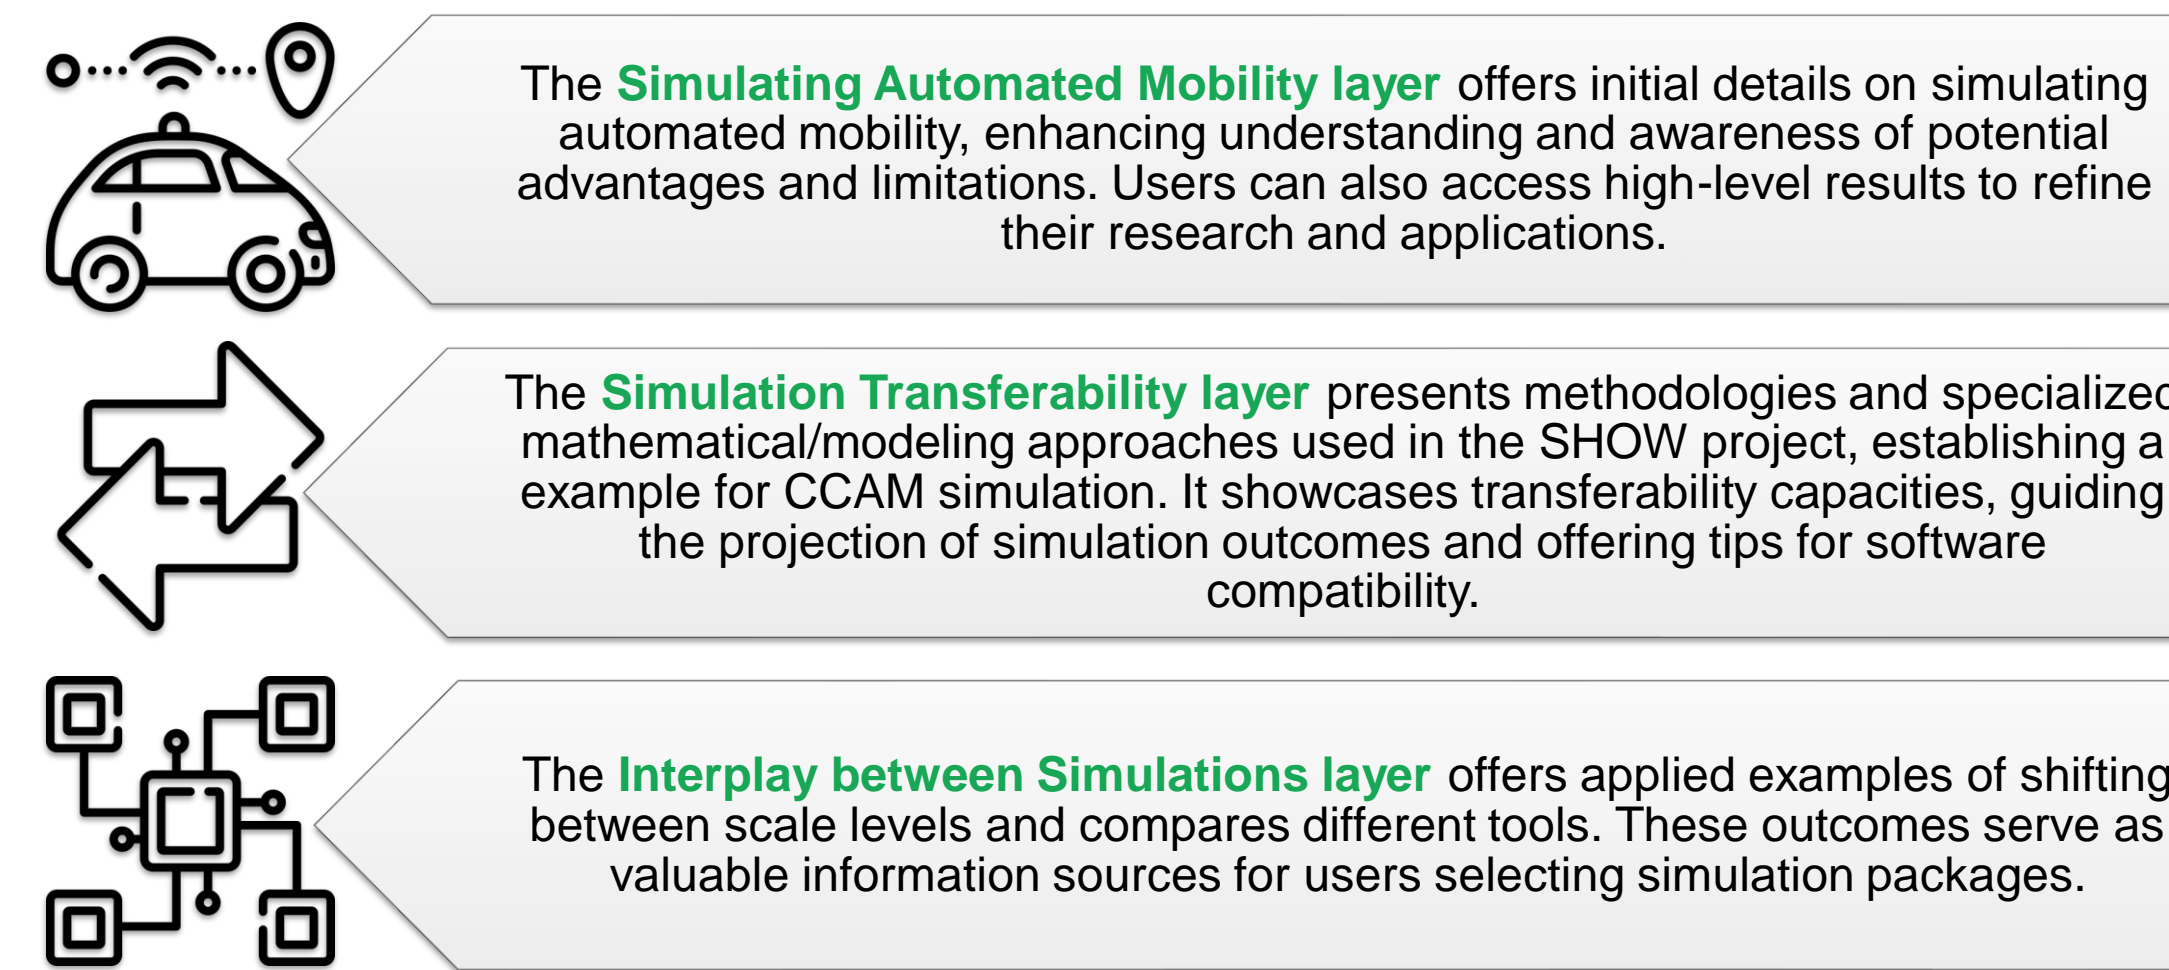 The Simulating Automated Mobility layer offers initial details on simulating
automated mobility, enhancing understanding and awareness of potential
advantages and limitations. Users can also access high-level results to refine
their research and applications.
The Simulation Transferability layer presents methodologies and specialized
mathematical/modeling approaches used in the SHOW project, establishing a
example for CCAM simulation. It showcases transferability capacities, guiding
the projection of simulation outcomes and offering tips for software
compatibility.
The Interplay between Simulations layer offers applied examples of shifting
between scale levels and compares different tools. These outcomes serve as
valuable information sources for users selecting simulation packages.